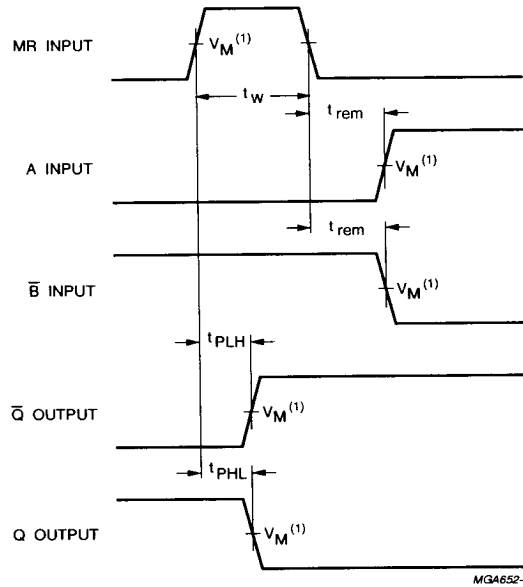 MR INPUT
V_M^(1)
t_W
t_rem
A INPUT
V_M^(1)
t_rem
B̅ INPUT
V_M^(1)
t_PLH
Q̅ OUTPUT
V_M^(1)
t_PHL
Q OUTPUT
V_M^(1)